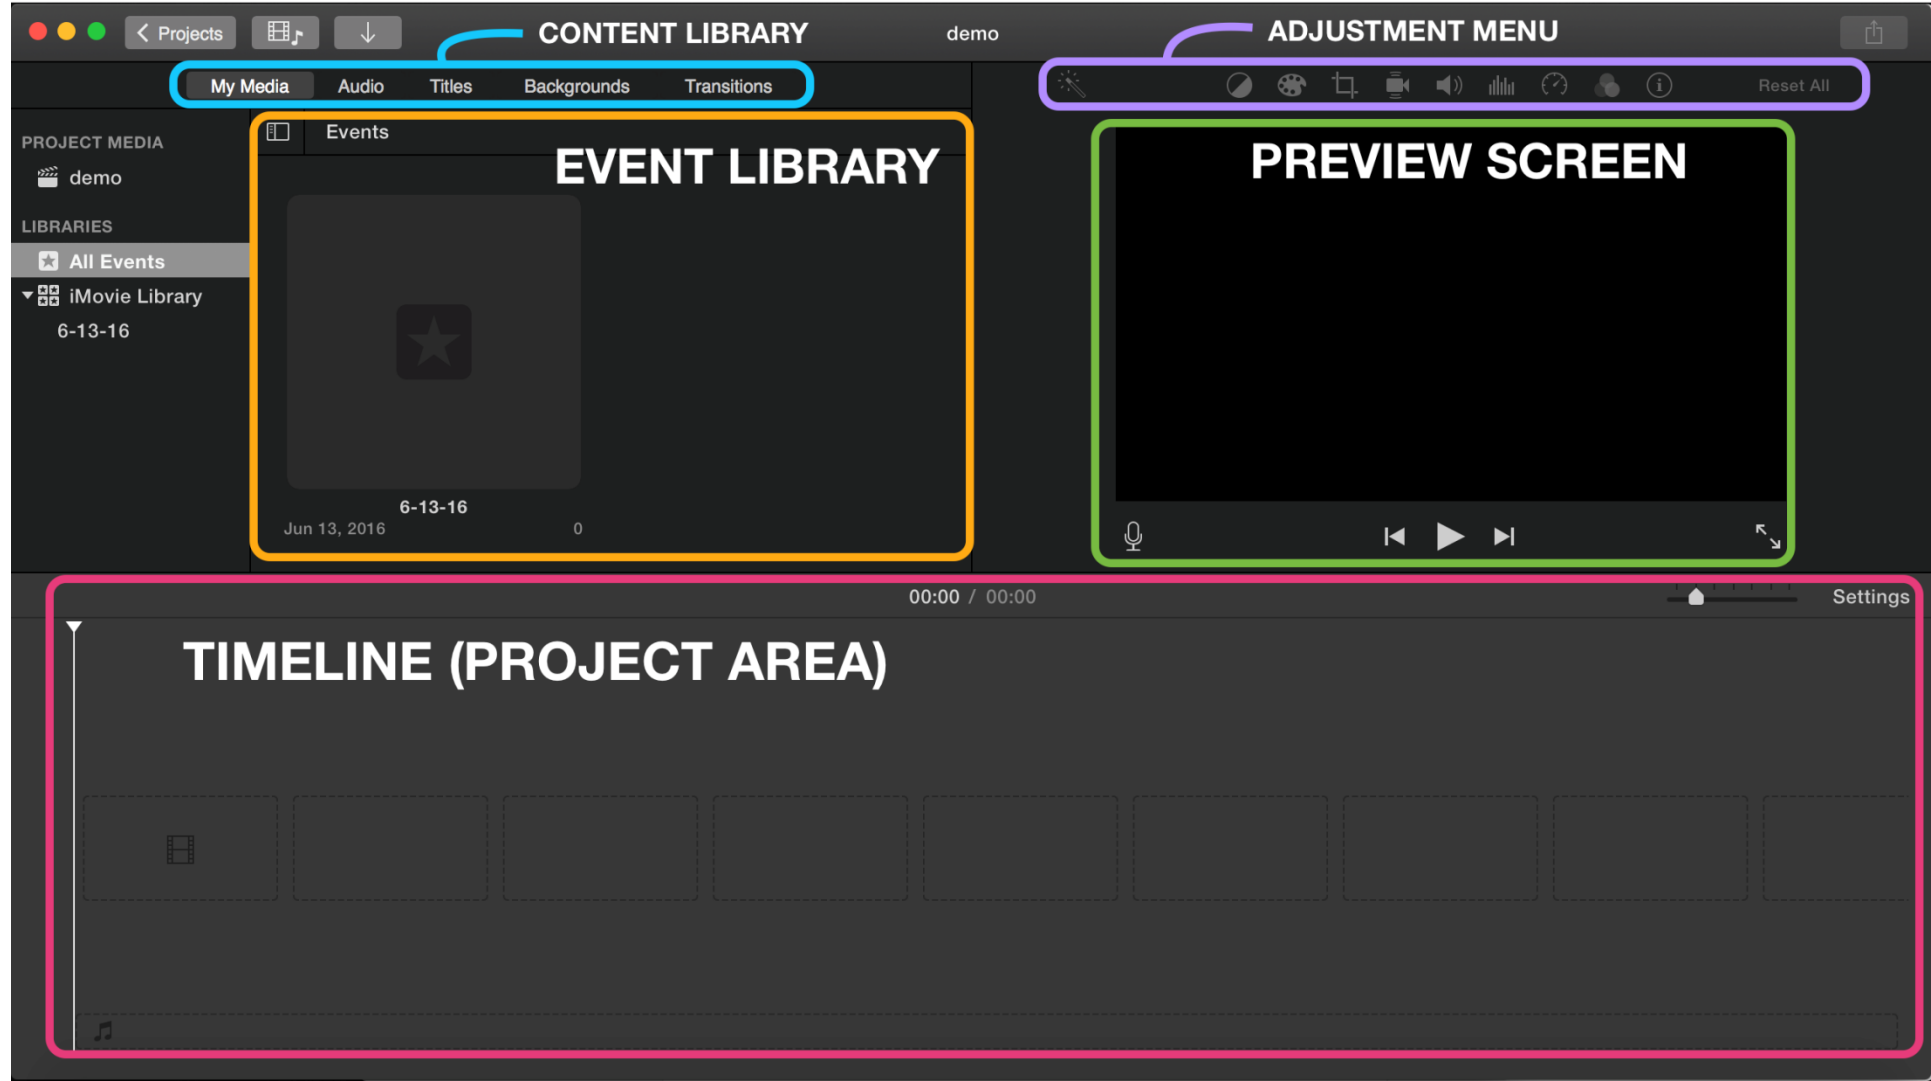 Projects
CONTENT LIBRARY
demo
ADJUSTMENT MENU
My Media Audio Titles Backgrounds Transitions
Reset All
PROJECT MEDIA
demo
LIBRARIES
All Events
iMovie Library
6-13-16
Events
EVENT LIBRARY
6-13-16
Jun 13, 2016 0
PREVIEW SCREEN
00:00 / 00:00
Settings
TIMELINE (PROJECT AREA)